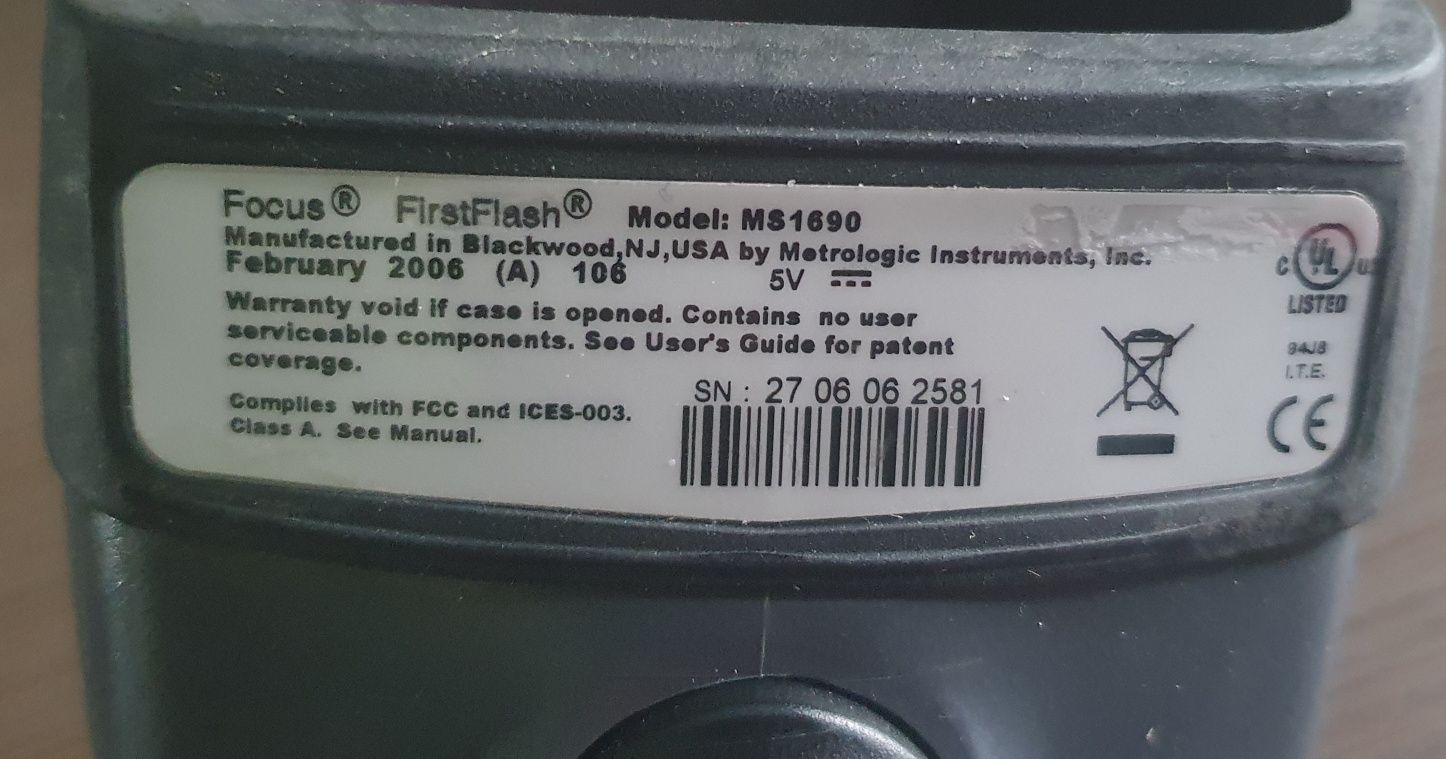 Focus® FirstFlash® Model: MS1690
Manufactured in Blackwood,NJ,USA by Metrologic Instruments, Inc.
February 2006 (A) 106 5V
Warranty void if case is opened. Contains no user
serviceable components. See User's Guide for patent
coverage.
Complies with FCC and ICES-003.
Class A. See Manual.
SN : 27 06 06 2581
C UL US
LISTED
94J8
I.T.E.
CE